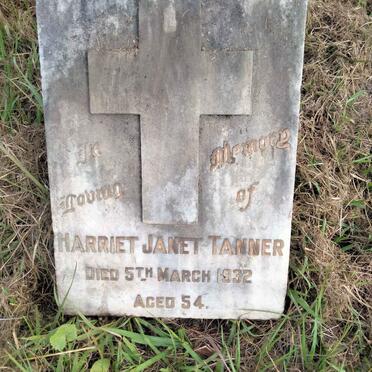 In
Loving
Memory
of
HARRIET JANET TANNER
DIED 5TH MARCH 1932
AGED 54.